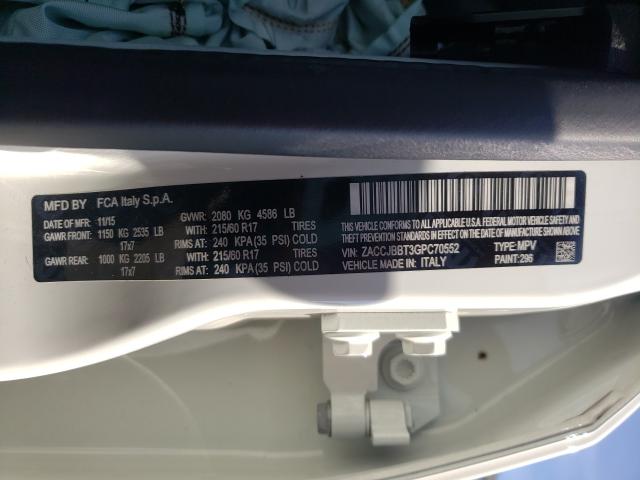 MFD BY FCA Italy S.p.A.
DATE OF MFR: 11/15 GVWR: 2080 KG 4586 LB
GAWR FRONT: 1150 KG 2535 LB WITH: 215/60 R17 TIRES
17x7 RIMS AT: 240 KPA(35 PSI) COLD
GAWR REAR: 1000 KG 2205 LB WITH: 215/60 R17 TIRES
17x7 RIMS AT: 240 KPA(35 PSI) COLD
THIS VEHICLE CONFORMS TO ALL APPLICABLE U.S.A. FEDERAL MOTOR VEHICLE SAFETY,
BUMPER, AND THEFT PREVENTION STANDARDS IN EFFECT ON THE DATE OF
MANUFACTURE SHOWN ABOVE.
VIN: ZACCJBBT3GPC70552 TYPE: MPV
VEHICLE MADE IN: ITALY PAINT: 296